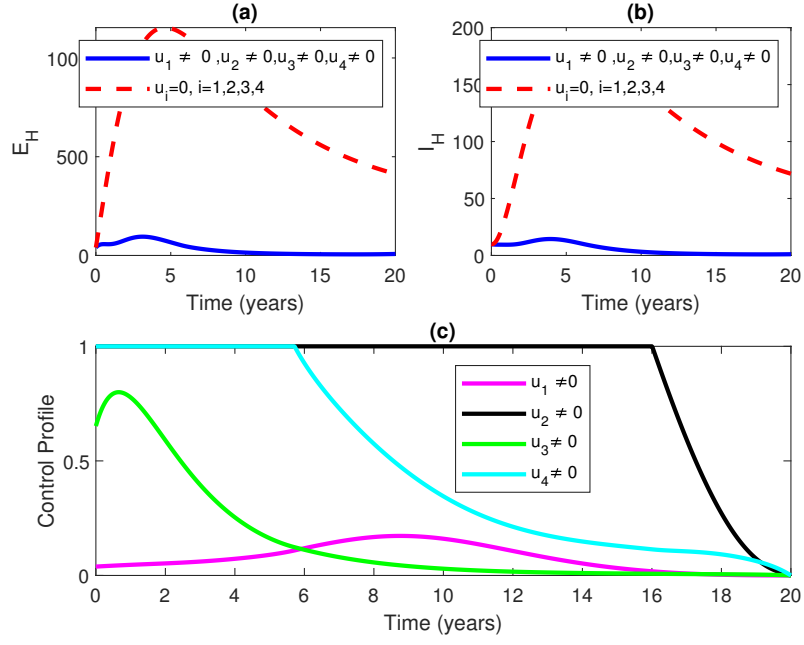 (a)
1000
500
0
E_H
u_1 ≠ 0 ,u_2 ≠ 0,u_3≠ 0,u_4≠ 0
u_i=0, i=1,2,3,4
0 5 10 15 20
Time (years)
(b)
200
150
100
50
0
I_H
u_1 ≠ 0 ,u_2 ≠ 0,u_3≠ 0,u_4≠ 0
u_i=0, i=1,2,3,4
0 5 10 15 20
Time (years)
(c)
1
0.5
0
Control Profile
u_1 ≠0
u_2 ≠ 0
u_3≠ 0
u_4≠ 0
0 2 4 6 8 10 12 14 16 18 20
Time (years)